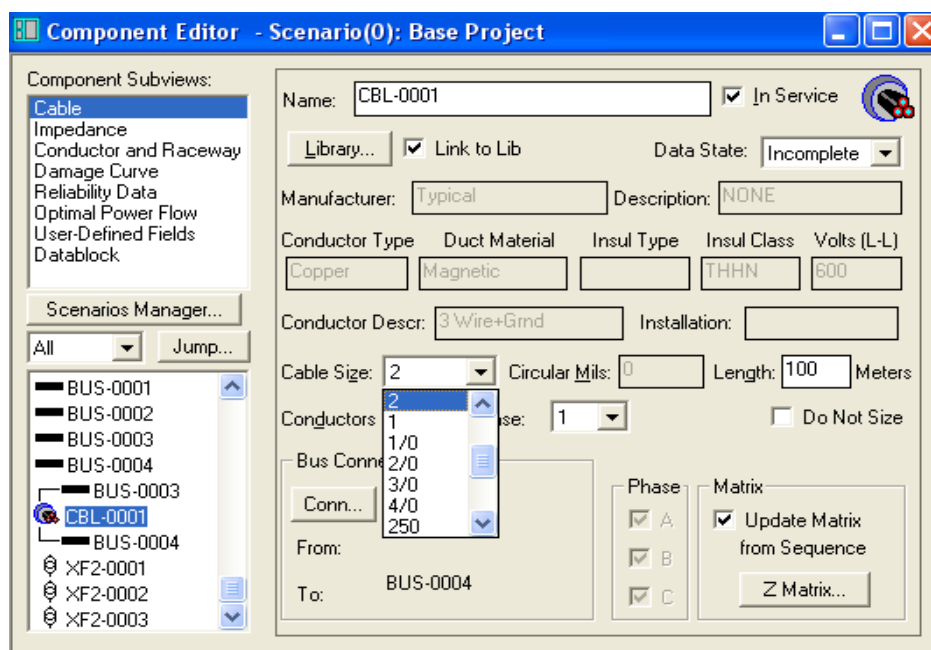 Component Editor - Scenario(0): Base Project
Component Subviews:
Cable
Impedance
Conductor and Raceway
Damage Curve
Reliability Data
Optimal Power Flow
User-Defined Fields
Datablock
Scenarios Manager...
All Jump...
BUS-0001
BUS-0002
BUS-0003
BUS-0004
BUS-0003
CBL-0001
BUS-0004
XF2-0001
XF2-0002
XF2-0003
Name: CBL-0001 In Service
Library... Link to Lib Data State: Incomplete
Manufacturer: Typical Description: NONE
Conductor Type Duct Material Insul Type Insul Class Volts (L-L)
Copper Magnetic THHN 600
Conductor Descr: 3 Wire+Grnd Installation:
Cable Size: 2 Circular Mils: 0 Length: 100 Meters
2
1
1/0
2/0
3/0
4/0
250
Conductors se: 1 Do Not Size
Bus Conne
Conn...
From:
To: BUS-0004
Phase
A
B
C
Matrix
Update Matrix
from Sequence
Z Matrix...